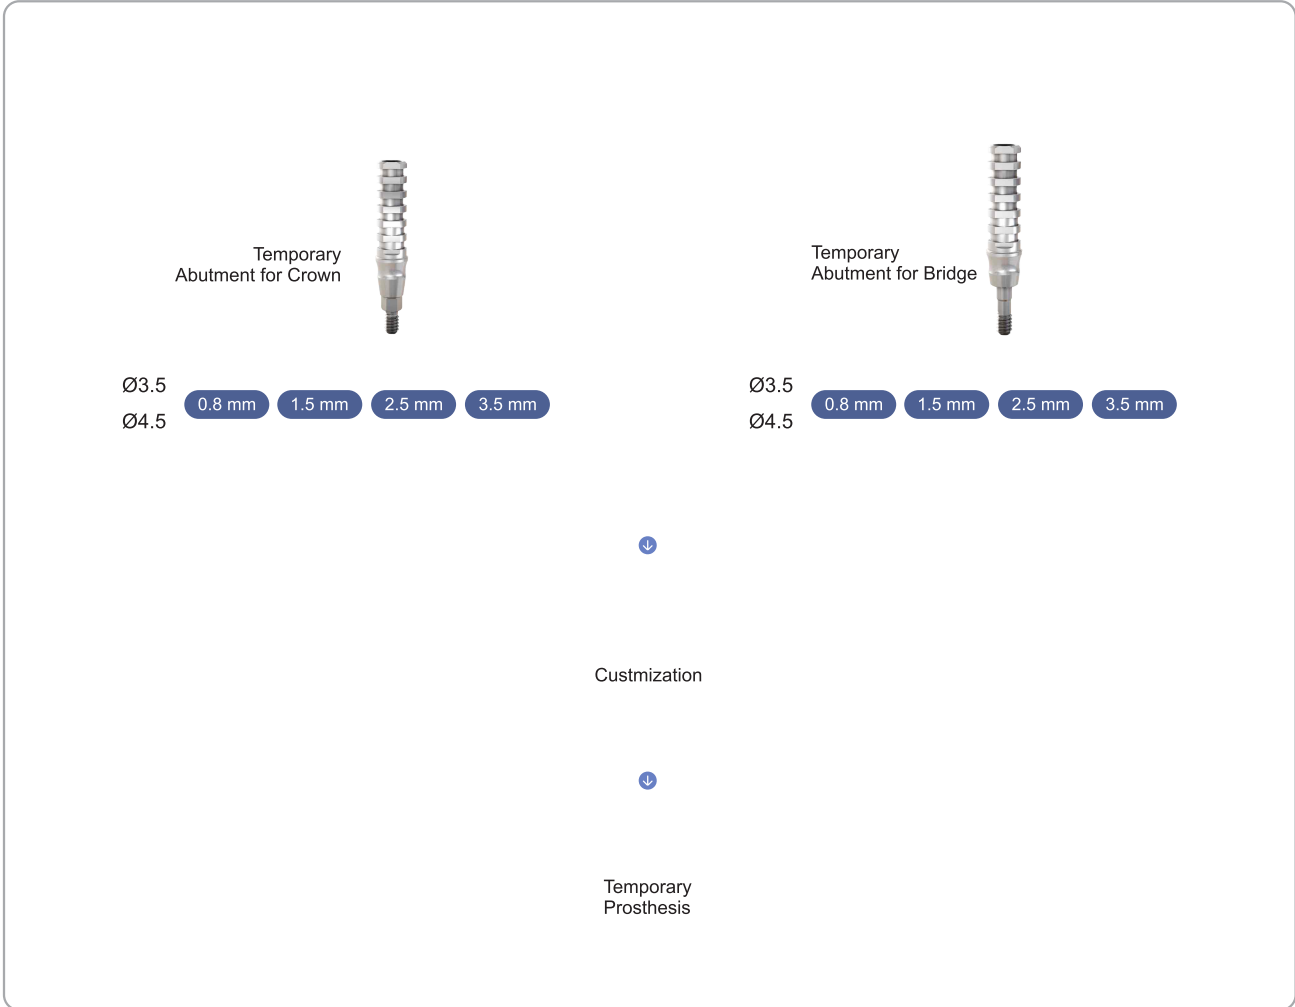 Temporary
Abutment for Crown
Ø3.5
Ø4.5
0.8 mm 1.5 mm 2.5 mm 3.5 mm
Temporary
Abutment for Bridge
Ø3.5
Ø4.5
0.8 mm 1.5 mm 2.5 mm 3.5 mm
Custmization
Temporary
Prosthesis